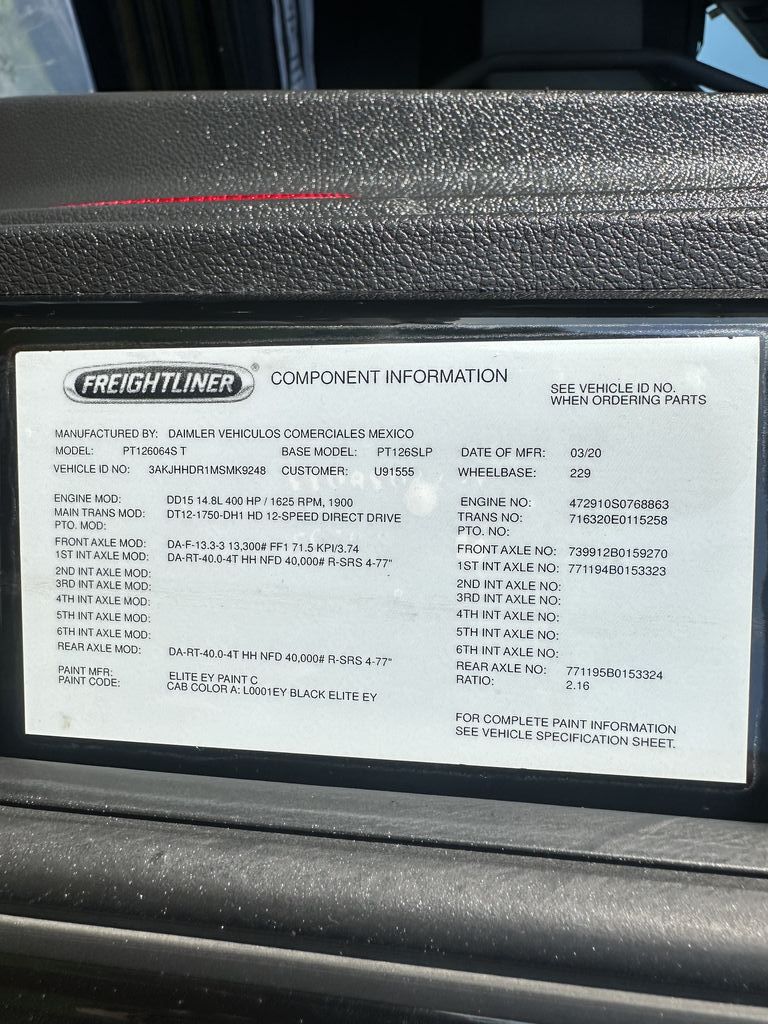 FREIGHTLINER ® COMPONENT INFORMATION
SEE VEHICLE ID NO.
WHEN ORDERING PARTS
MANUFACTURED BY: DAIMLER VEHICULOS COMERCIALES MEXICO
MODEL: PT126064S T BASE MODEL: PT126SLP DATE OF MFR: 03/20
VEHICLE ID NO: 3AKJHHDR1MSMK9248 CUSTOMER: U91555 WHEELBASE: 229
ENGINE MOD: DD15 14.8L 400 HP / 1625 RPM, 1900 ENGINE NO: 472910S0768863
MAIN TRANS MOD: DT12-1750-DH1 HD 12-SPEED DIRECT DRIVE TRANS NO: 716320E0115258
PTO. MOD: PTO. NO:
FRONT AXLE MOD: DA-F-13.3-3 13,300# FF1 71.5 KPI/3.74 FRONT AXLE NO: 739912B0159270
1ST INT AXLE MOD: DA-RT-40.0-4T HH NFD 40,000# R-SRS 4-77" 1ST INT AXLE NO: 771194B0153323
2ND INT AXLE MOD: 2ND INT AXLE NO:
3RD INT AXLE MOD: 3RD INT AXLE NO:
4TH INT AXLE MOD: 4TH INT AXLE NO:
5TH INT AXLE MOD: 5TH INT AXLE NO:
6TH INT AXLE MOD: 6TH INT AXLE NO:
REAR AXLE MOD: DA-RT-40.0-4T HH NFD 40,000# R-SRS 4-77" REAR AXLE NO: 771195B0153324
RATIO: 2.16
PAINT MFR: ELITE EY PAINT C
PAINT CODE: CAB COLOR A: L0001EY BLACK ELITE EY
FOR COMPLETE PAINT INFORMATION
SEE VEHICLE SPECIFICATION SHEET.